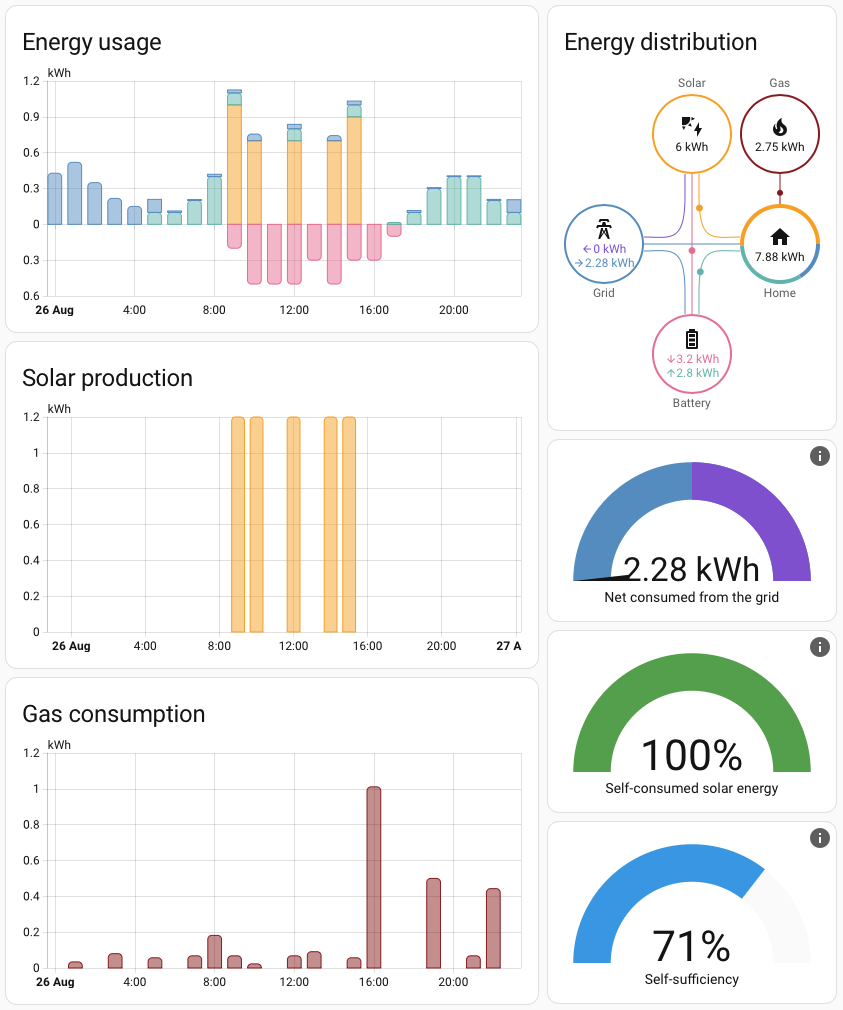 Energy usage
kWh
1.2
0.9
0.6
0.3
0
0.3
0.6
26 Aug
4:00
8:00
12:00
16:00
20:00
Solar production
kWh
1.2
1
0.8
0.6
0.4
0.2
0
26 Aug
4:00
8:00
12:00
16:00
20:00
27 A
Gas consumption
kWh
1.2
1
0.8
0.6
0.4
0.2
0
26 Aug
4:00
8:00
12:00
16:00
20:00
Energy distribution
Solar
Gas
6 kWh
2.75 kWh
←0 kWh
→2.28 kWh
7.88 kWh
Grid
Home
↓3.2 kWh
↑2.8 kWh
Battery
2.28 kWh
Net consumed from the grid
100%
Self-consumed solar energy
71%
Self-sufficiency